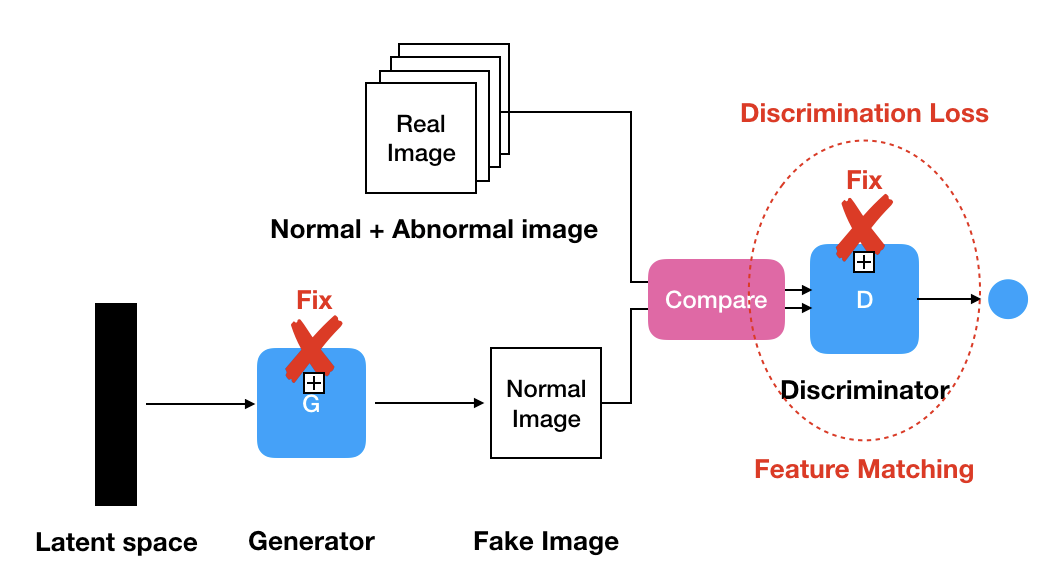 Real
Image
Normal + Abnormal image
Discrimination Loss
Fix
Compare
D
Discriminator
Feature Matching
Fix
G
Normal
Image
Latent space
Generator
Fake Image